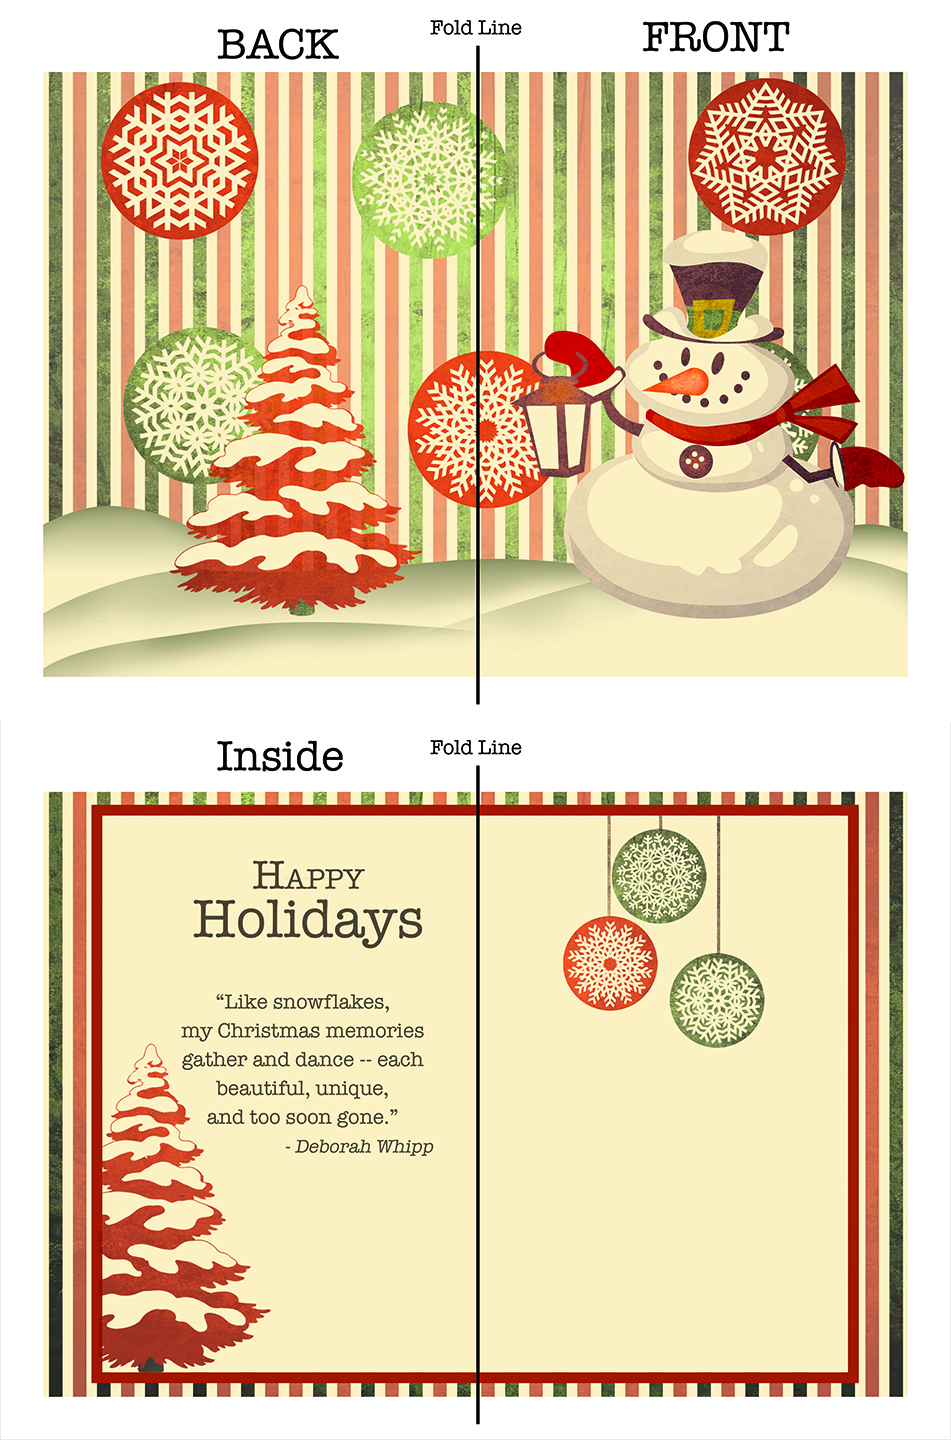 BACK
Fold Line
FRONT
Inside
Fold Line
HAPPY
Holidays
“Like snowflakes,
my Christmas memories
gather and dance -- each
beautiful, unique,
and too soon gone.”
- Deborah Whipp